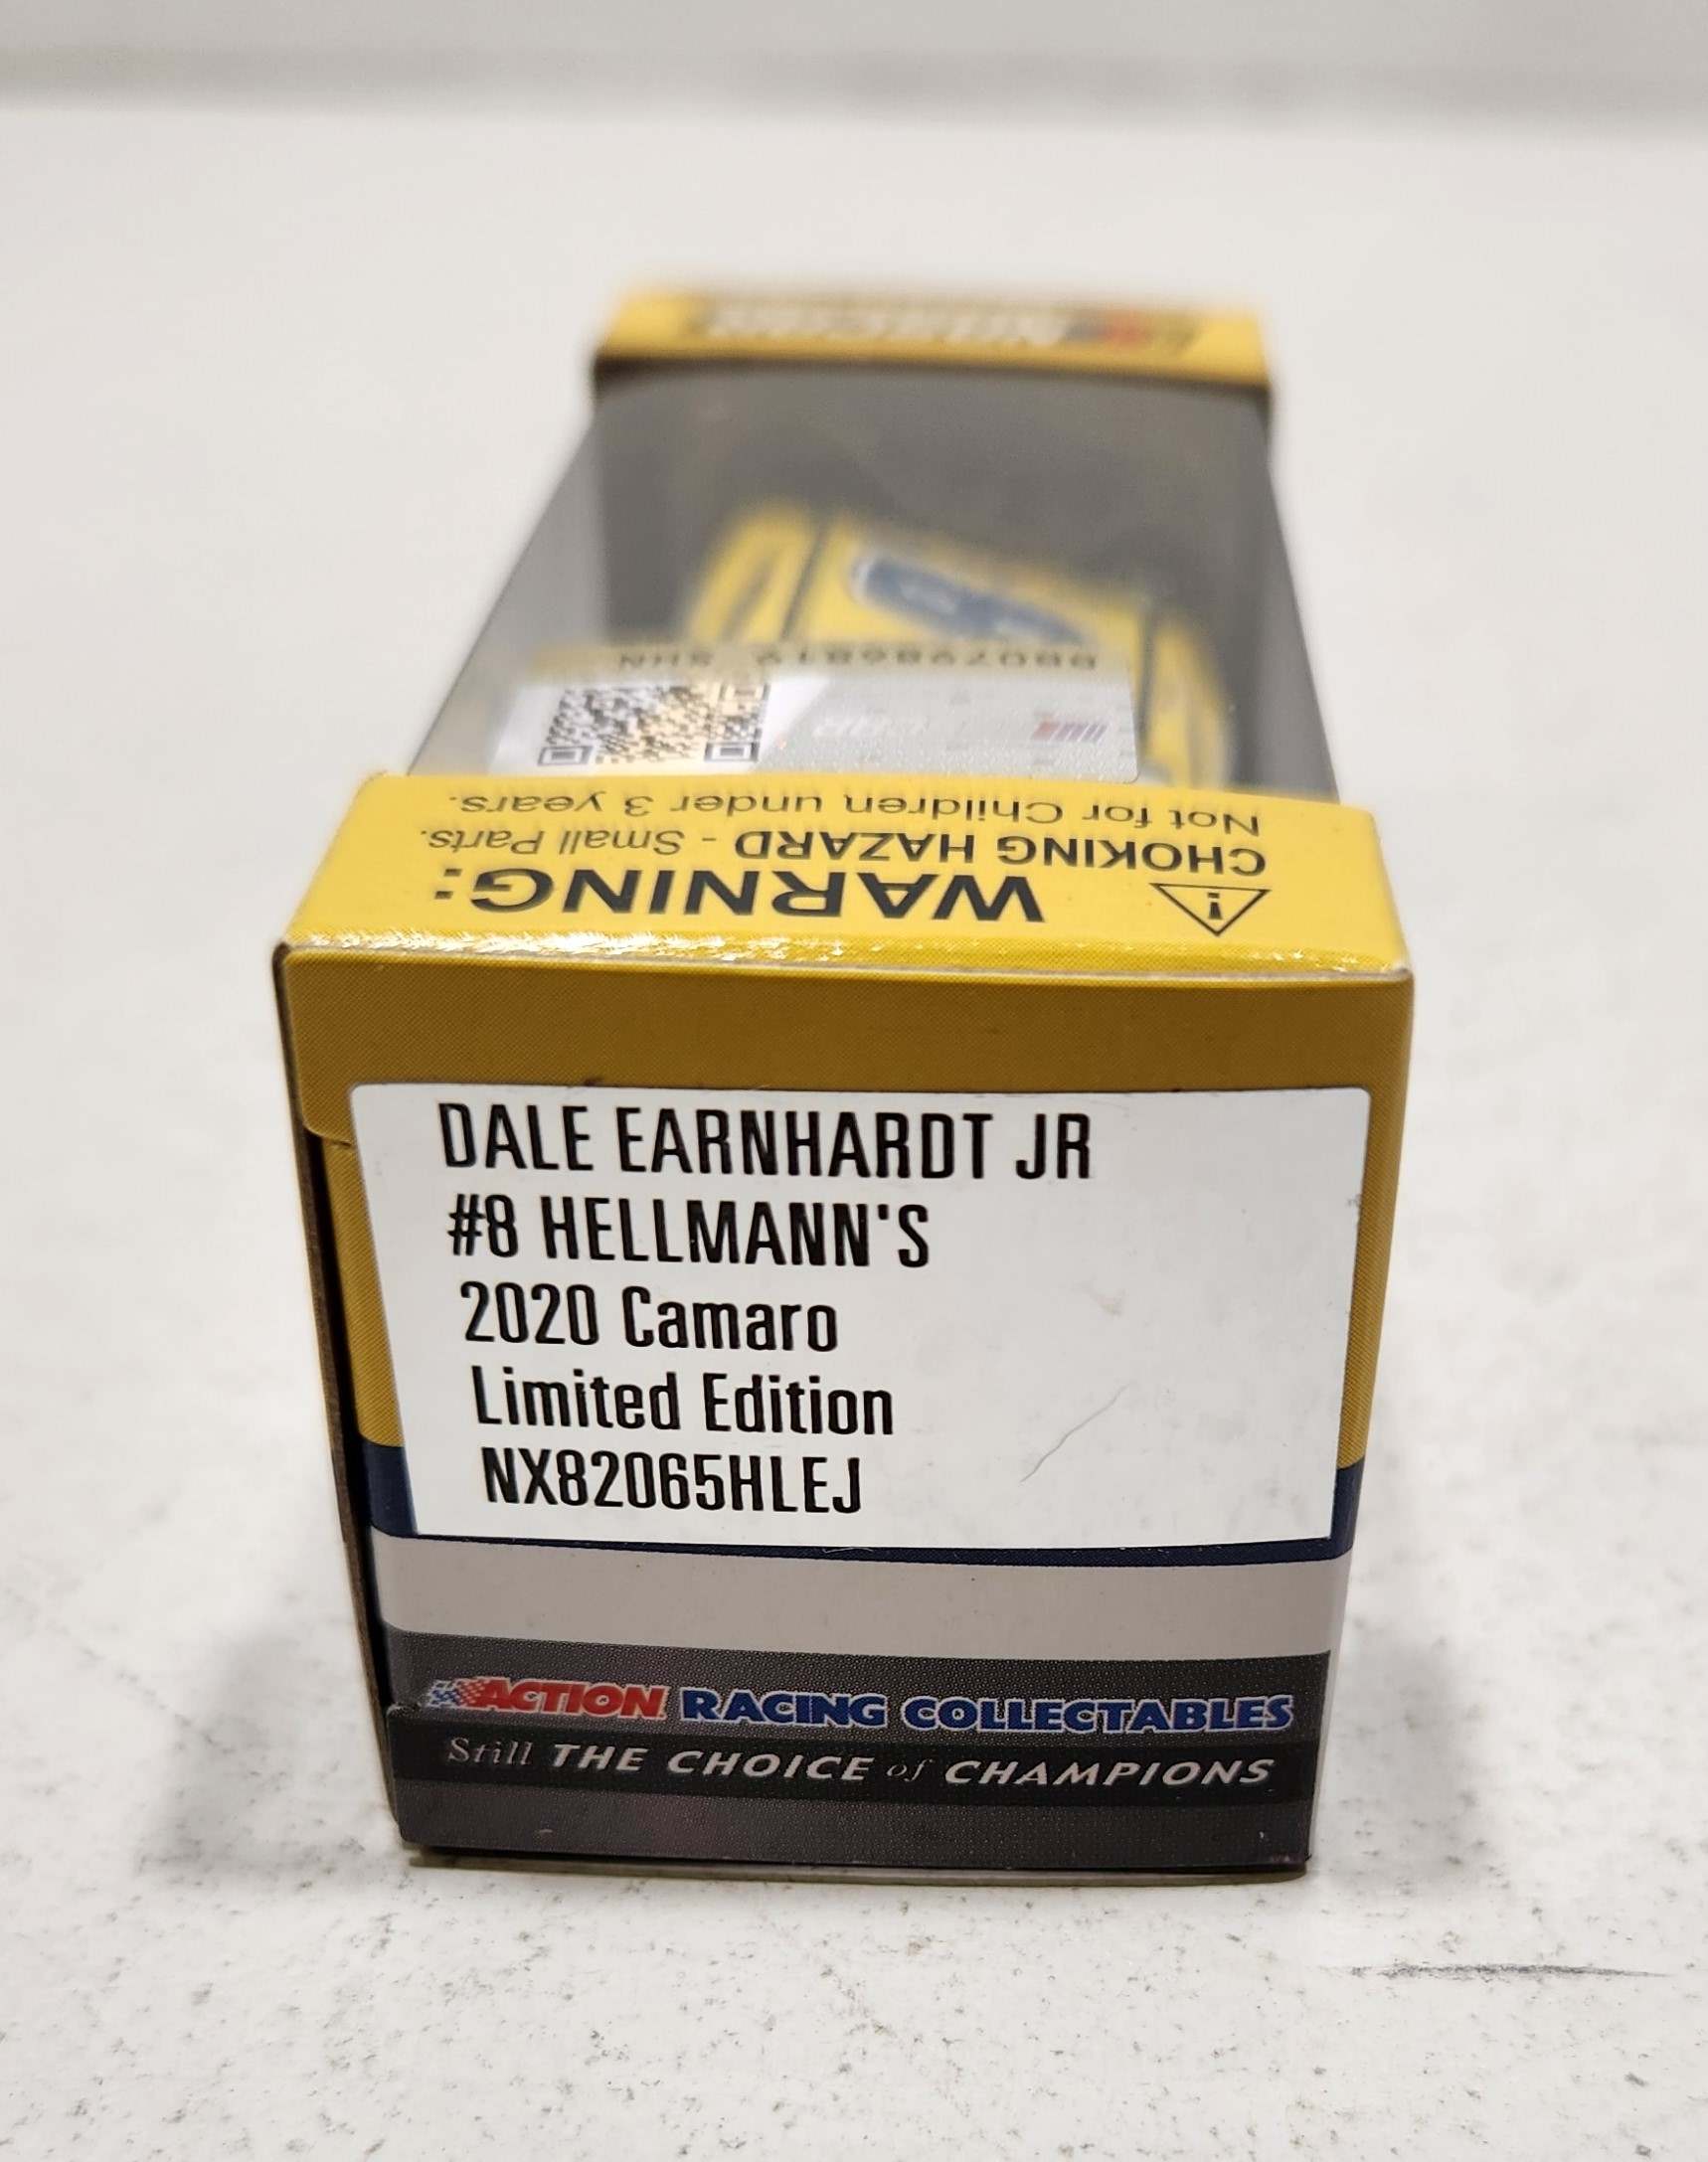 WARNING:
CHOKING HAZARD - Small Parts.
Not for Children under 3 years.
DALE EARNHARDT JR
#8 HELLMANN'S
2020 Camaro
Limited Edition
NX82065HLEJ
ACTION RACING COLLECTABLES
Still THE CHOICE of CHAMPIONS